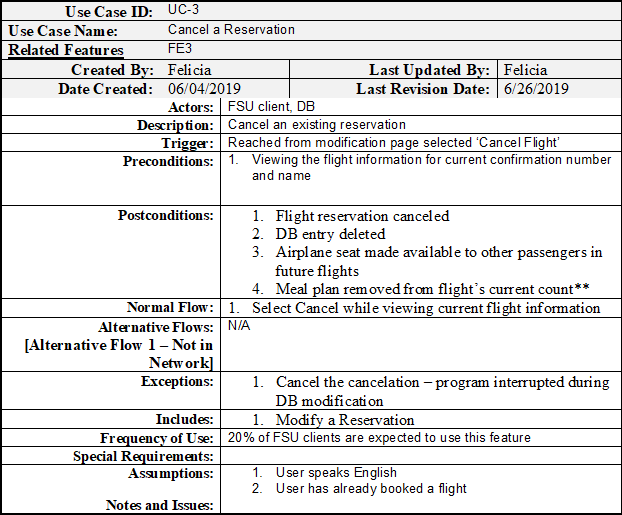 Use Case ID: UC-3
Use Case Name: Cancel a Reservation
Related Features FE3
Created By: Felicia Last Updated By: Felicia
Date Created: 06/04/2019 Last Revision Date: 6/26/2019
Actors: FSU client, DB
Description: Cancel an existing reservation
Trigger: Reached from modification page selected ‘Cancel Flight’
Preconditions: 1. Viewing the flight information for current confirmation number
and name
Postconditions: 1. Flight reservation canceled
2. DB entry deleted
3. Airplane seat made available to other passengers in
future flights
4. Meal plan removed from flight’s current count**
Normal Flow: 1. Select Cancel while viewing current flight information
Alternative Flows: N/A
[Alternative Flow 1 – Not in
Network]
Exceptions: 1. Cancel the cancelation – program interrupted during
DB modification
Includes: 1. Modify a Reservation
Frequency of Use: 20% of FSU clients are expected to use this feature
Special Requirements:
Assumptions: 1. User speaks English
2. User has already booked a flight
Notes and Issues: